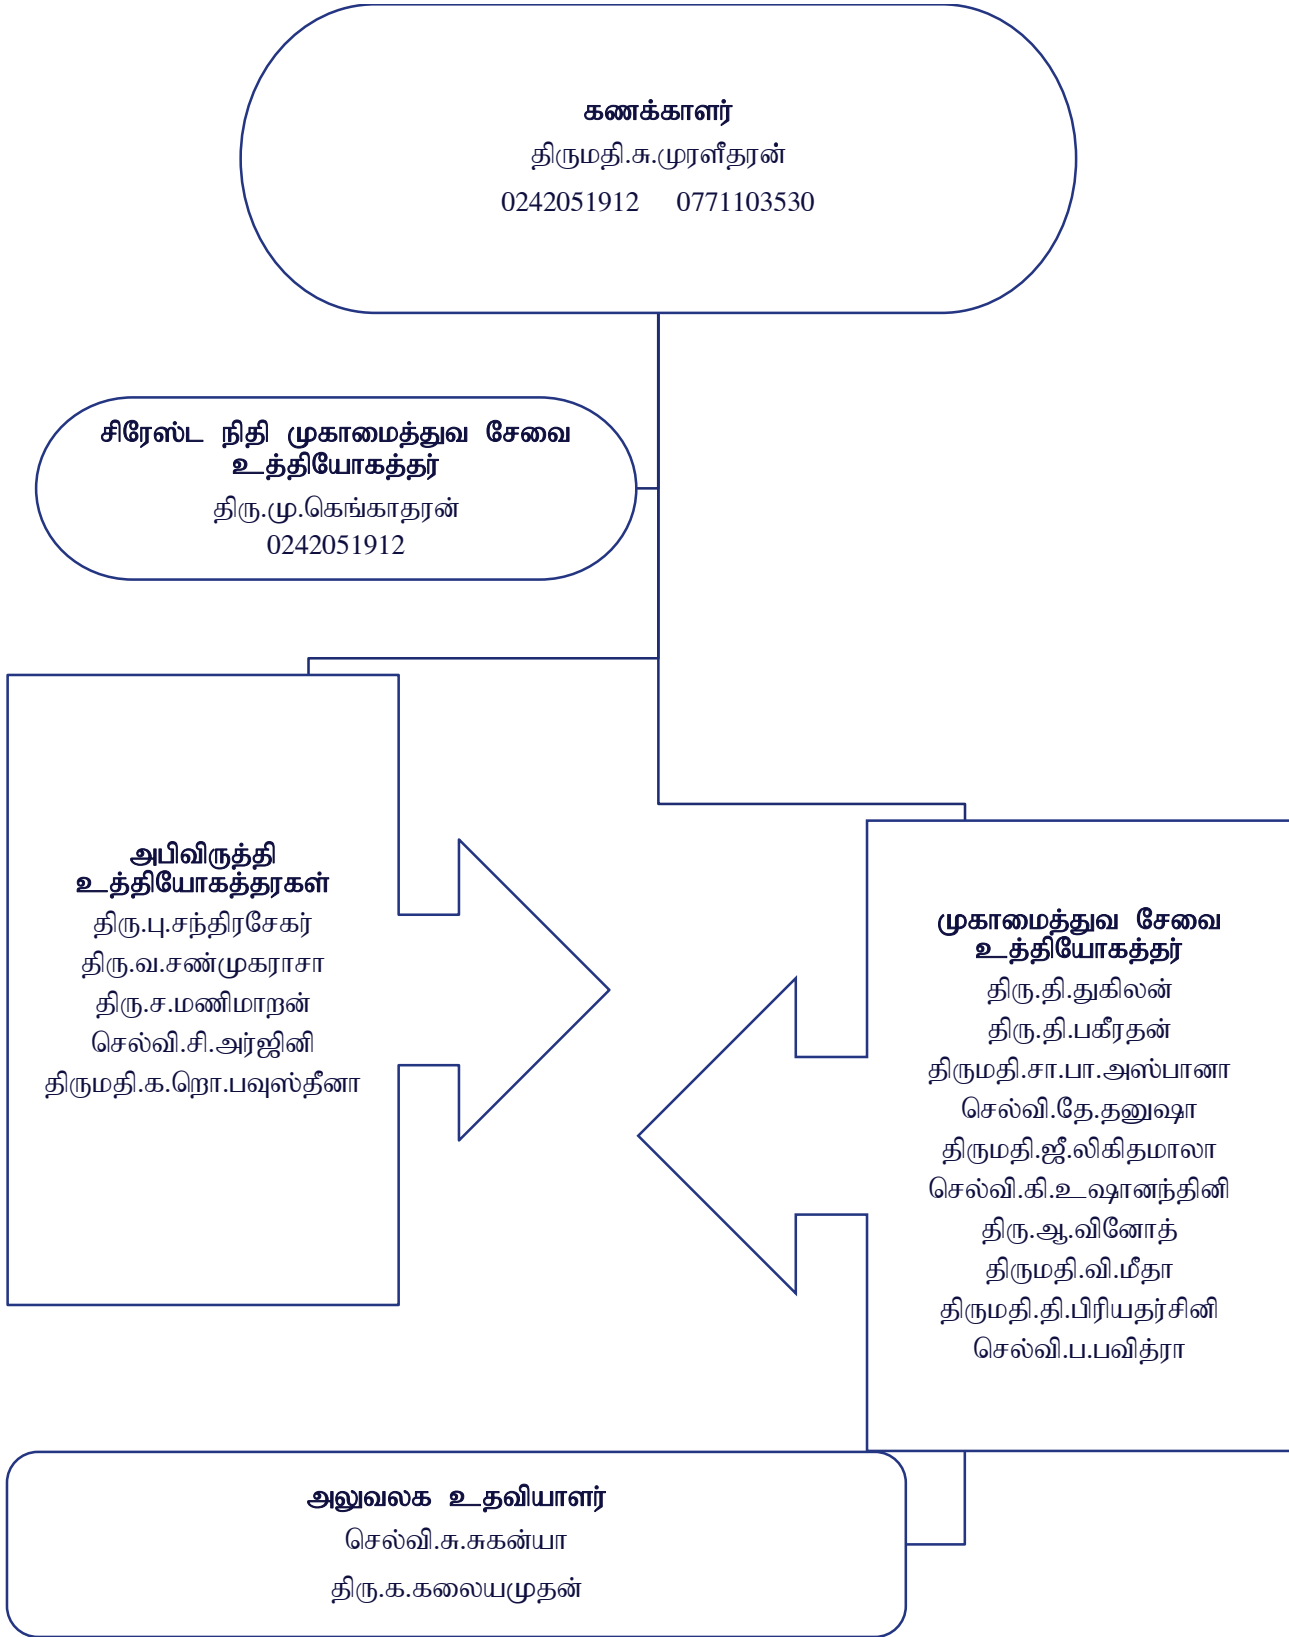 கணக்காளர்
திருமதி.சு.முரளீதரன்
0242051912 0771103530
சிரேஸ்ட நிதி முகாமைத்துவ சேவை
உத்தியோகத்தர்
திரு.மு.கெங்காதரன்
0242051912
அபிவிருத்தி
உத்தியோகத்தரகள்
திரு.பு.சந்திரசேகர்
திரு.வ.சண்முகராசா
திரு.ச.மணிமாறன்
செல்வி.சி.அர்ஜினி
திருமதி.க.றொ.பவுஸ்தீனா
முகாமைத்துவ சேவை
உத்தியோகத்தர்
திரு.தி.துகிலன்
திரு.தி.பகீரதன்
திருமதி.சா.பா.அஸ்பானா
செல்வி.தே.தனுஷா
திருமதி.ஜீ.லிகிதமாலா
செல்வி.கி.உஷானந்தினி
திரு.ஆ.வினோத்
திருமதி.வி.மீதா
திருமதி.தி.பிரியதர்சினி
செல்வி.ப.பவித்ரா
அலுவலக உதவியாளர்
செல்வி.சு.சுகன்யா
திரு.க.கலையமுதன்